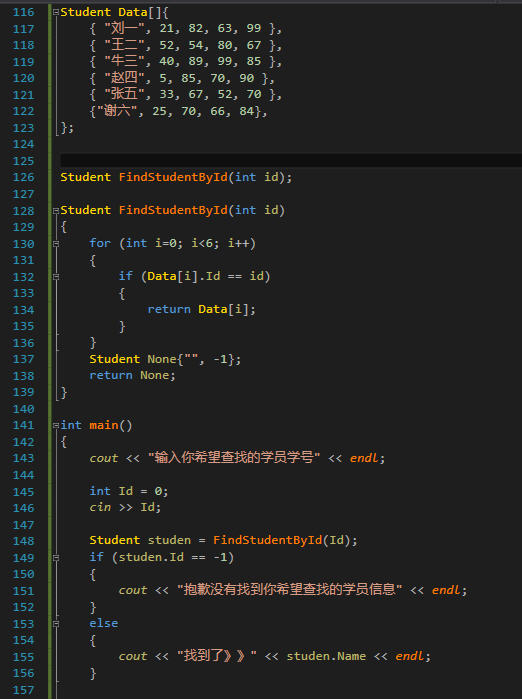 116 Student Data[]{
117     { "刘一", 21, 82, 63, 99 },
118     { "王二", 52, 54, 80, 67 },
119     { "牛三", 40, 89, 99, 85 },
120     { "赵四", 5, 85, 70, 90 },
121     { "张五", 33, 67, 52, 70 },
122     {"谢六", 25, 70, 66, 84},
123 };
124
125
126 Student FindStudentById(int id);
127
128 Student FindStudentById(int id)
129 {
130     for (int i=0; i<6; i++)
131     {
132         if (Data[i].Id == id)
133         {
134             return Data[i];
135         }
136     }
137     Student None{"", -1};
138     return None;
139 }
140
141 int main()
142 {
143     cout << "输入你希望查找的学员学号" << endl;
144
145     int Id = 0;
146     cin >> Id;
147
148     Student studen = FindStudentById(Id);
149     if (studen.Id == -1)
150     {
151         cout << "抱歉没有找到你希望查找的学员信息" << endl;
152     }
153     else
154     {
155         cout << "找到了》》" << studen.Name << endl;
156     }
157